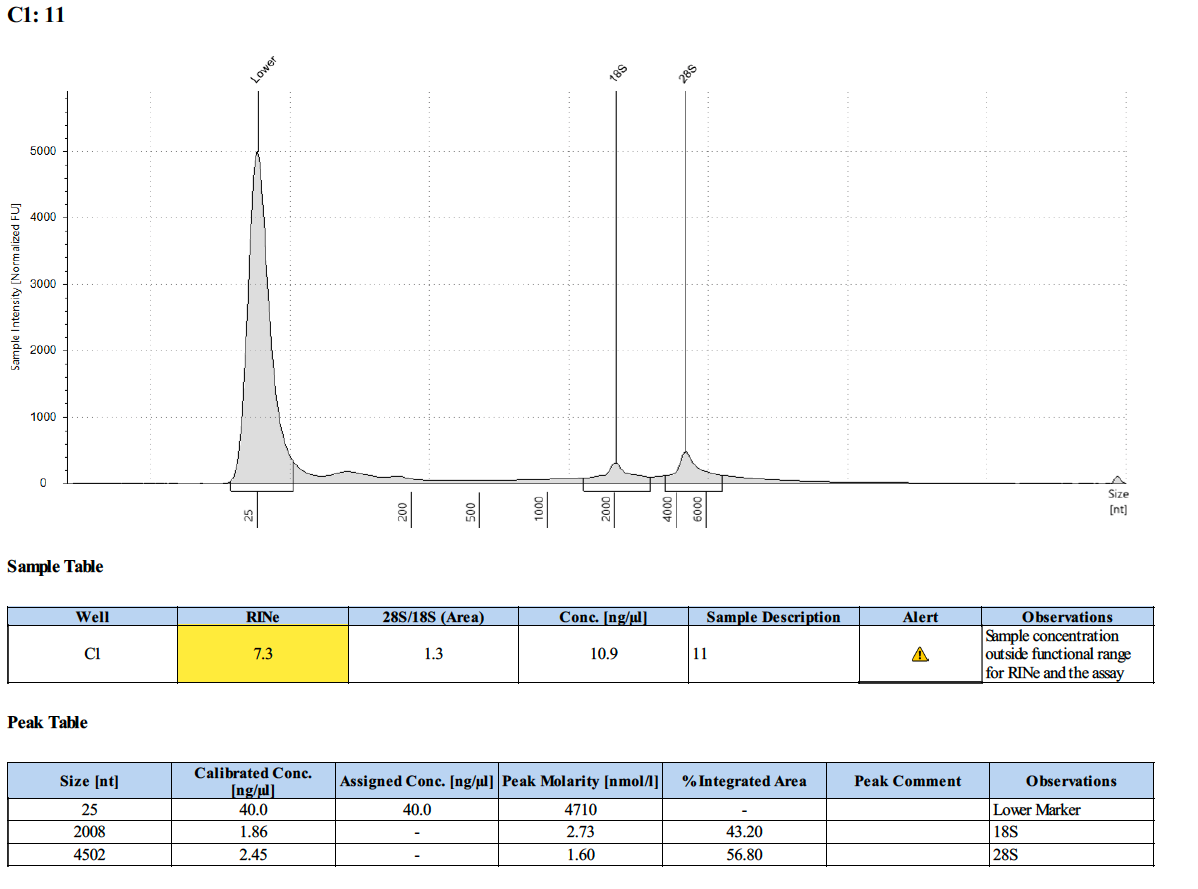 C1: 11
Lower
18S
28S
Sample Intensity [Normalized FU]
5000
4000
3000
2000
1000
0
25
200
500
1000
2000
4000
6000
Size
[nt]
Sample Table
Well RINe 28S/18S (Area) Conc. [ng/µl] Sample Description Alert Observations
C1 7.3 1.3 10.9 11 Sample concentration
outside functional range
for RINe and the assay
Peak Table
Size [nt] Calibrated Conc.
[ng/µl] Assigned Conc. [ng/µl] Peak Molarity [nmol/l] % Integrated Area Peak Comment Observations
25 40.0 40.0 4710 - Lower Marker
2008 1.86 - 2.73 43.20 18S
4502 2.45 - 1.60 56.80 28S